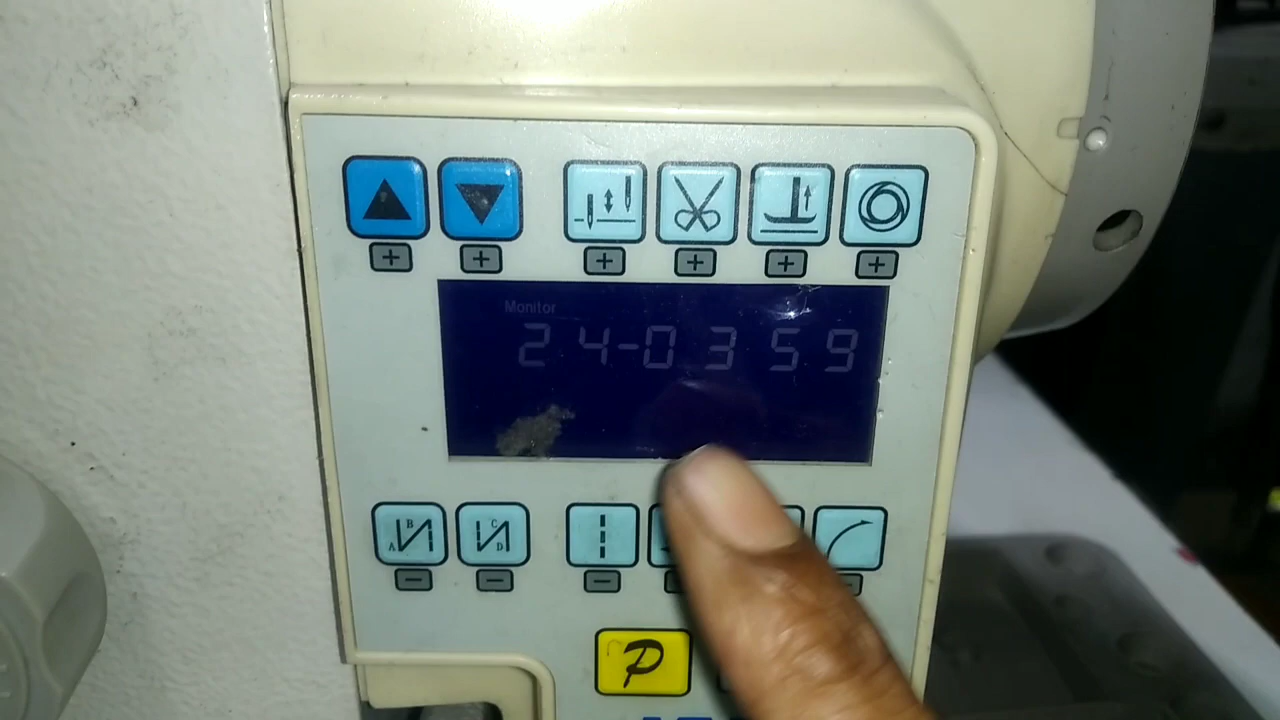 + + + + + +
Monitor
24-0359
A B
C D
- - - -
P